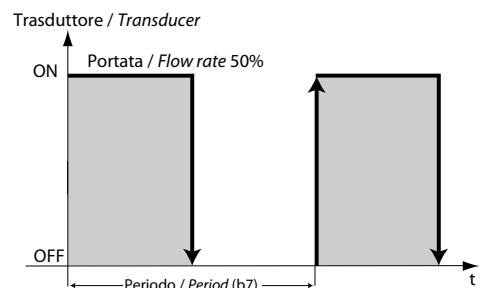 Trasduttore / Transducer
ON
Portata / Flow rate 50%
OFF
t
Periodo / Period (b7)